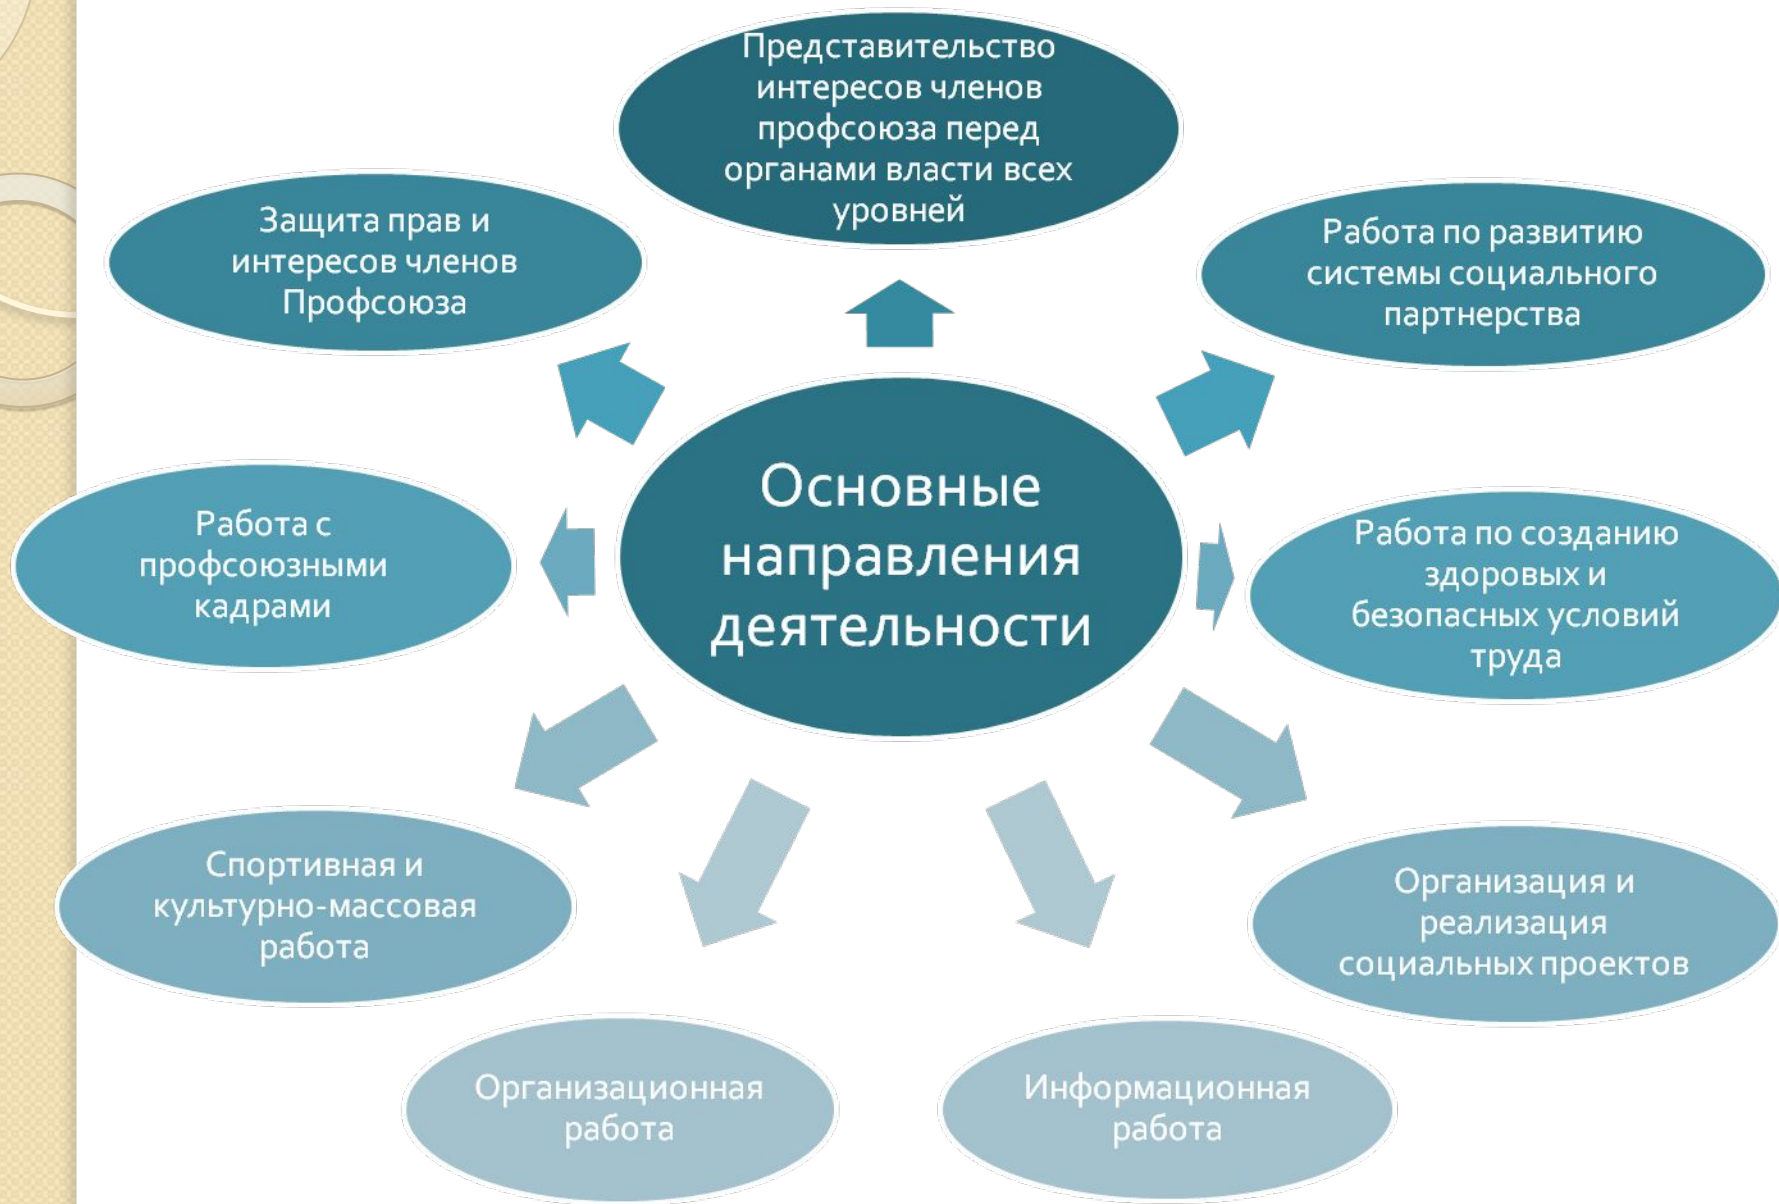 Представительство
интересов членов
профсоюза перед
органами власти всех
уровней
Защита прав и
интересов членов
Профсоюза
Работа по развитию
системы социального
партнерства
Основные
направления
деятельности
Работа с
профсоюзными
кадрами
Работа по созданию
здоровых и
безопасных условий
труда
Спортивная и
культурно-массовая
работа
Организация и
реализация
социальных проектов
Организационная
работа
Информационная
работа